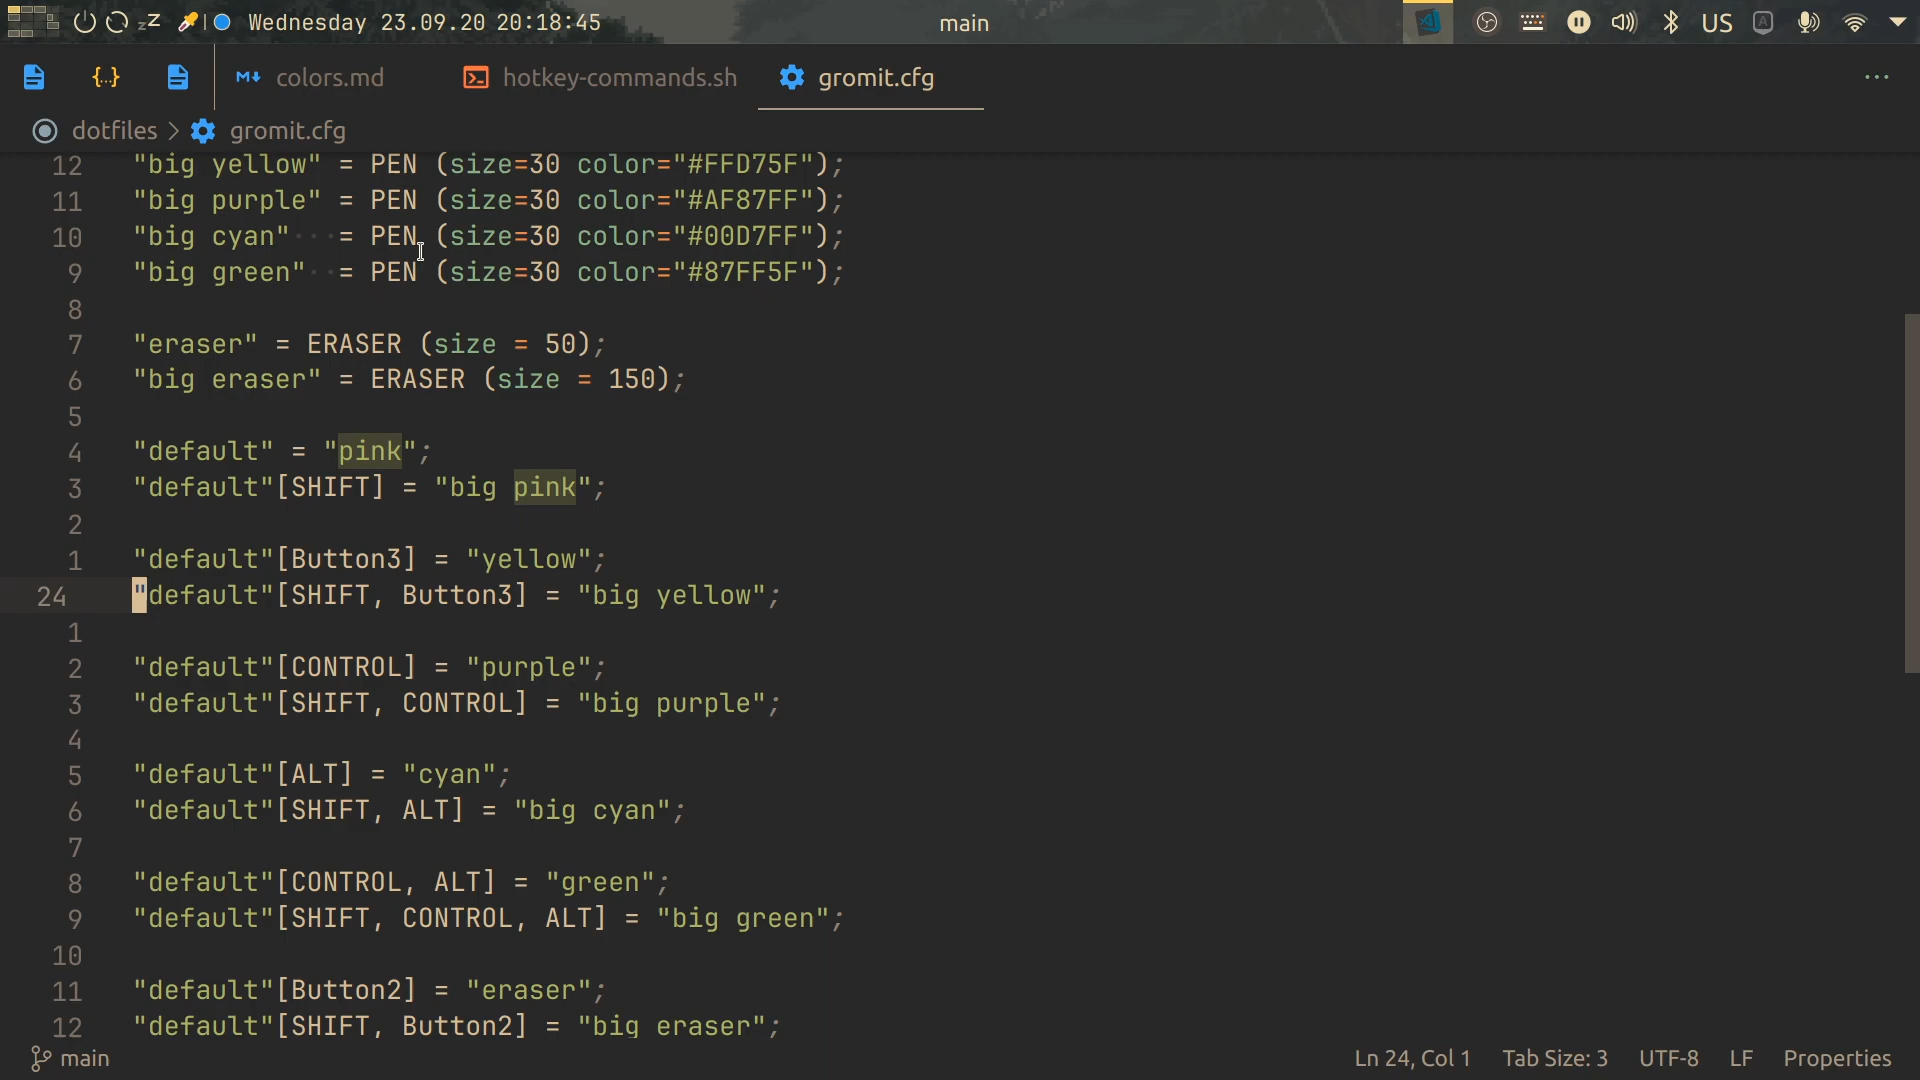 zZ Wednesday 23.09.20 20:18:45 main US A
{...} colors.md hotkey-commands.sh gromit.cfg ...
dotfiles > gromit.cfg
12 "big yellow" = PEN (size=30 color="#FFD75F");
11 "big purple" = PEN (size=30 color="#AF87FF");
10 "big cyan"    = PEN (size=30 color="#00D7FF");
9 "big green"  = PEN (size=30 color="#87FF5F");
8
7 "eraser" = ERASER (size = 50);
6 "big eraser" = ERASER (size = 150);
5
4 "default" = "pink";
3 "default"[SHIFT] = "big pink";
2
1 "default"[Button3] = "yellow";
24 "default"[SHIFT, Button3] = "big yellow";
1
2 "default"[CONTROL] = "purple";
3 "default"[SHIFT, CONTROL] = "big purple";
4
5 "default"[ALT] = "cyan";
6 "default"[SHIFT, ALT] = "big cyan";
7
8 "default"[CONTROL, ALT] = "green";
9 "default"[SHIFT, CONTROL, ALT] = "big green";
10
11 "default"[Button2] = "eraser";
12 "default"[SHIFT, Button2] = "big eraser";
main Ln 24, Col 1 Tab Size: 3 UTF-8 LF Properties